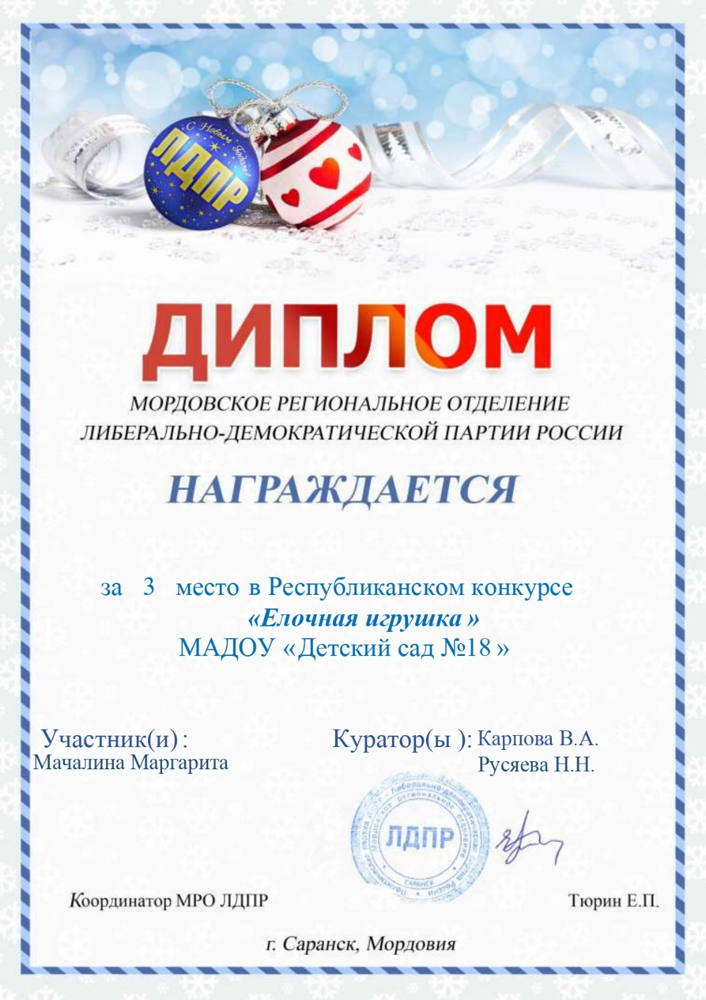 С Новым Годом!
ЛДПР
ДИПЛОМ
МОРДОВСКОЕ РЕГИОНАЛЬНОЕ ОТДЕЛЕНИЕ
ЛИБЕРАЛЬНО-ДЕМОКРАТИЧЕСКОЙ ПАРТИИ РОССИИ
НАГРАЖДАЕТСЯ
за 3 место в Республиканском конкурсе
«Елочная игрушка »
МАДОУ «Детский сад №18 »
Участник(и) : Куратор(ы ): Карпова В.А.
Мачалина Маргарита Русяева Н.Н.
ЛДПР
САРАНСК
Координатор МРО ЛДПР Тюрин Е.П.
г. Саранск, Мордовия